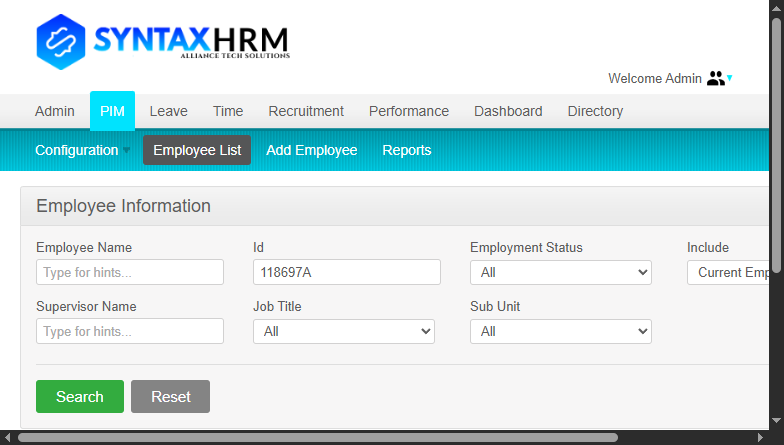 SYNTAXHRM
ALLIANCE TECH SOLUTIONS
Welcome Admin
Admin PIM Leave Time Recruitment Performance Dashboard Directory
Configuration Employee List Add Employee Reports
Employee Information
Employee Name Id Employment Status Include
Type for hints... 118697A All Current Emp
Supervisor Name Job Title Sub Unit
Type for hints... All All
Search Reset